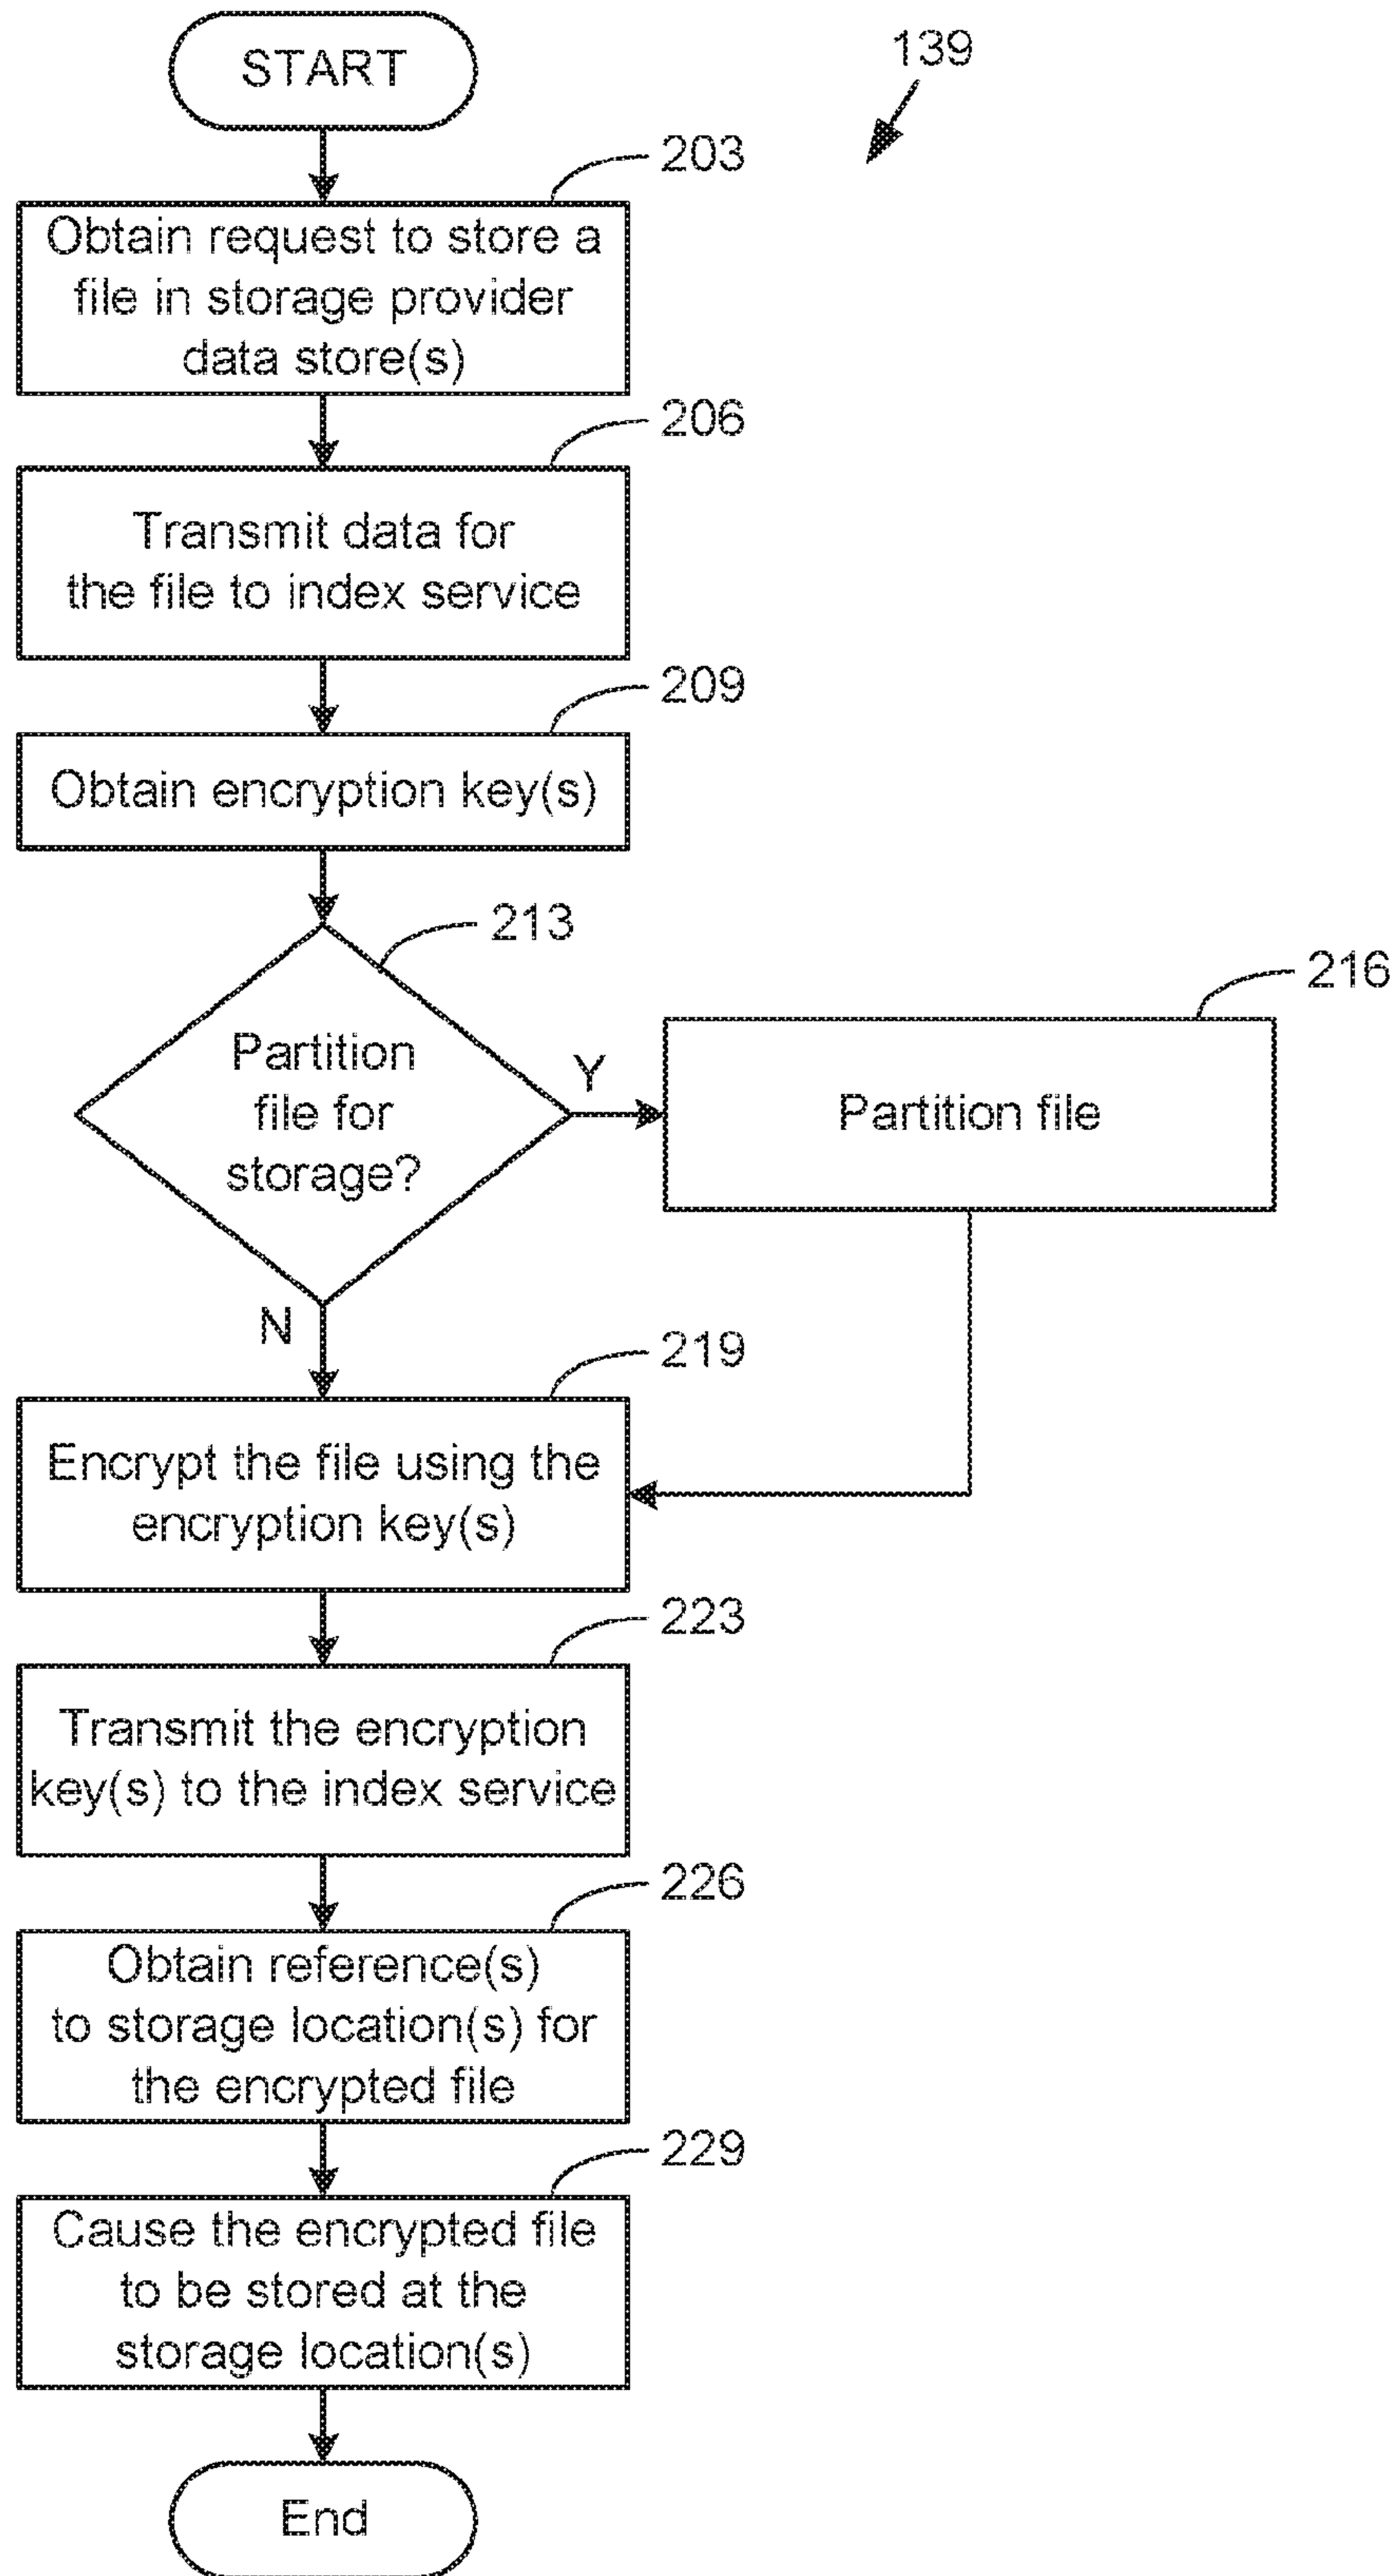 START
139
203
Obtain request to store a
file in storage provider
data store(s)
206
Transmit data for
the file to index service
209
Obtain encryption key(s)
213
Partition
file for
storage?
Y
216
Partition file
N
219
Encrypt the file using the
encryption key(s)
223
Transmit the encryption
key(s) to the index service
226
Obtain reference(s)
to storage location(s) for
the encrypted file
229
Cause the encrypted file
to be stored at the
storage location(s)
End